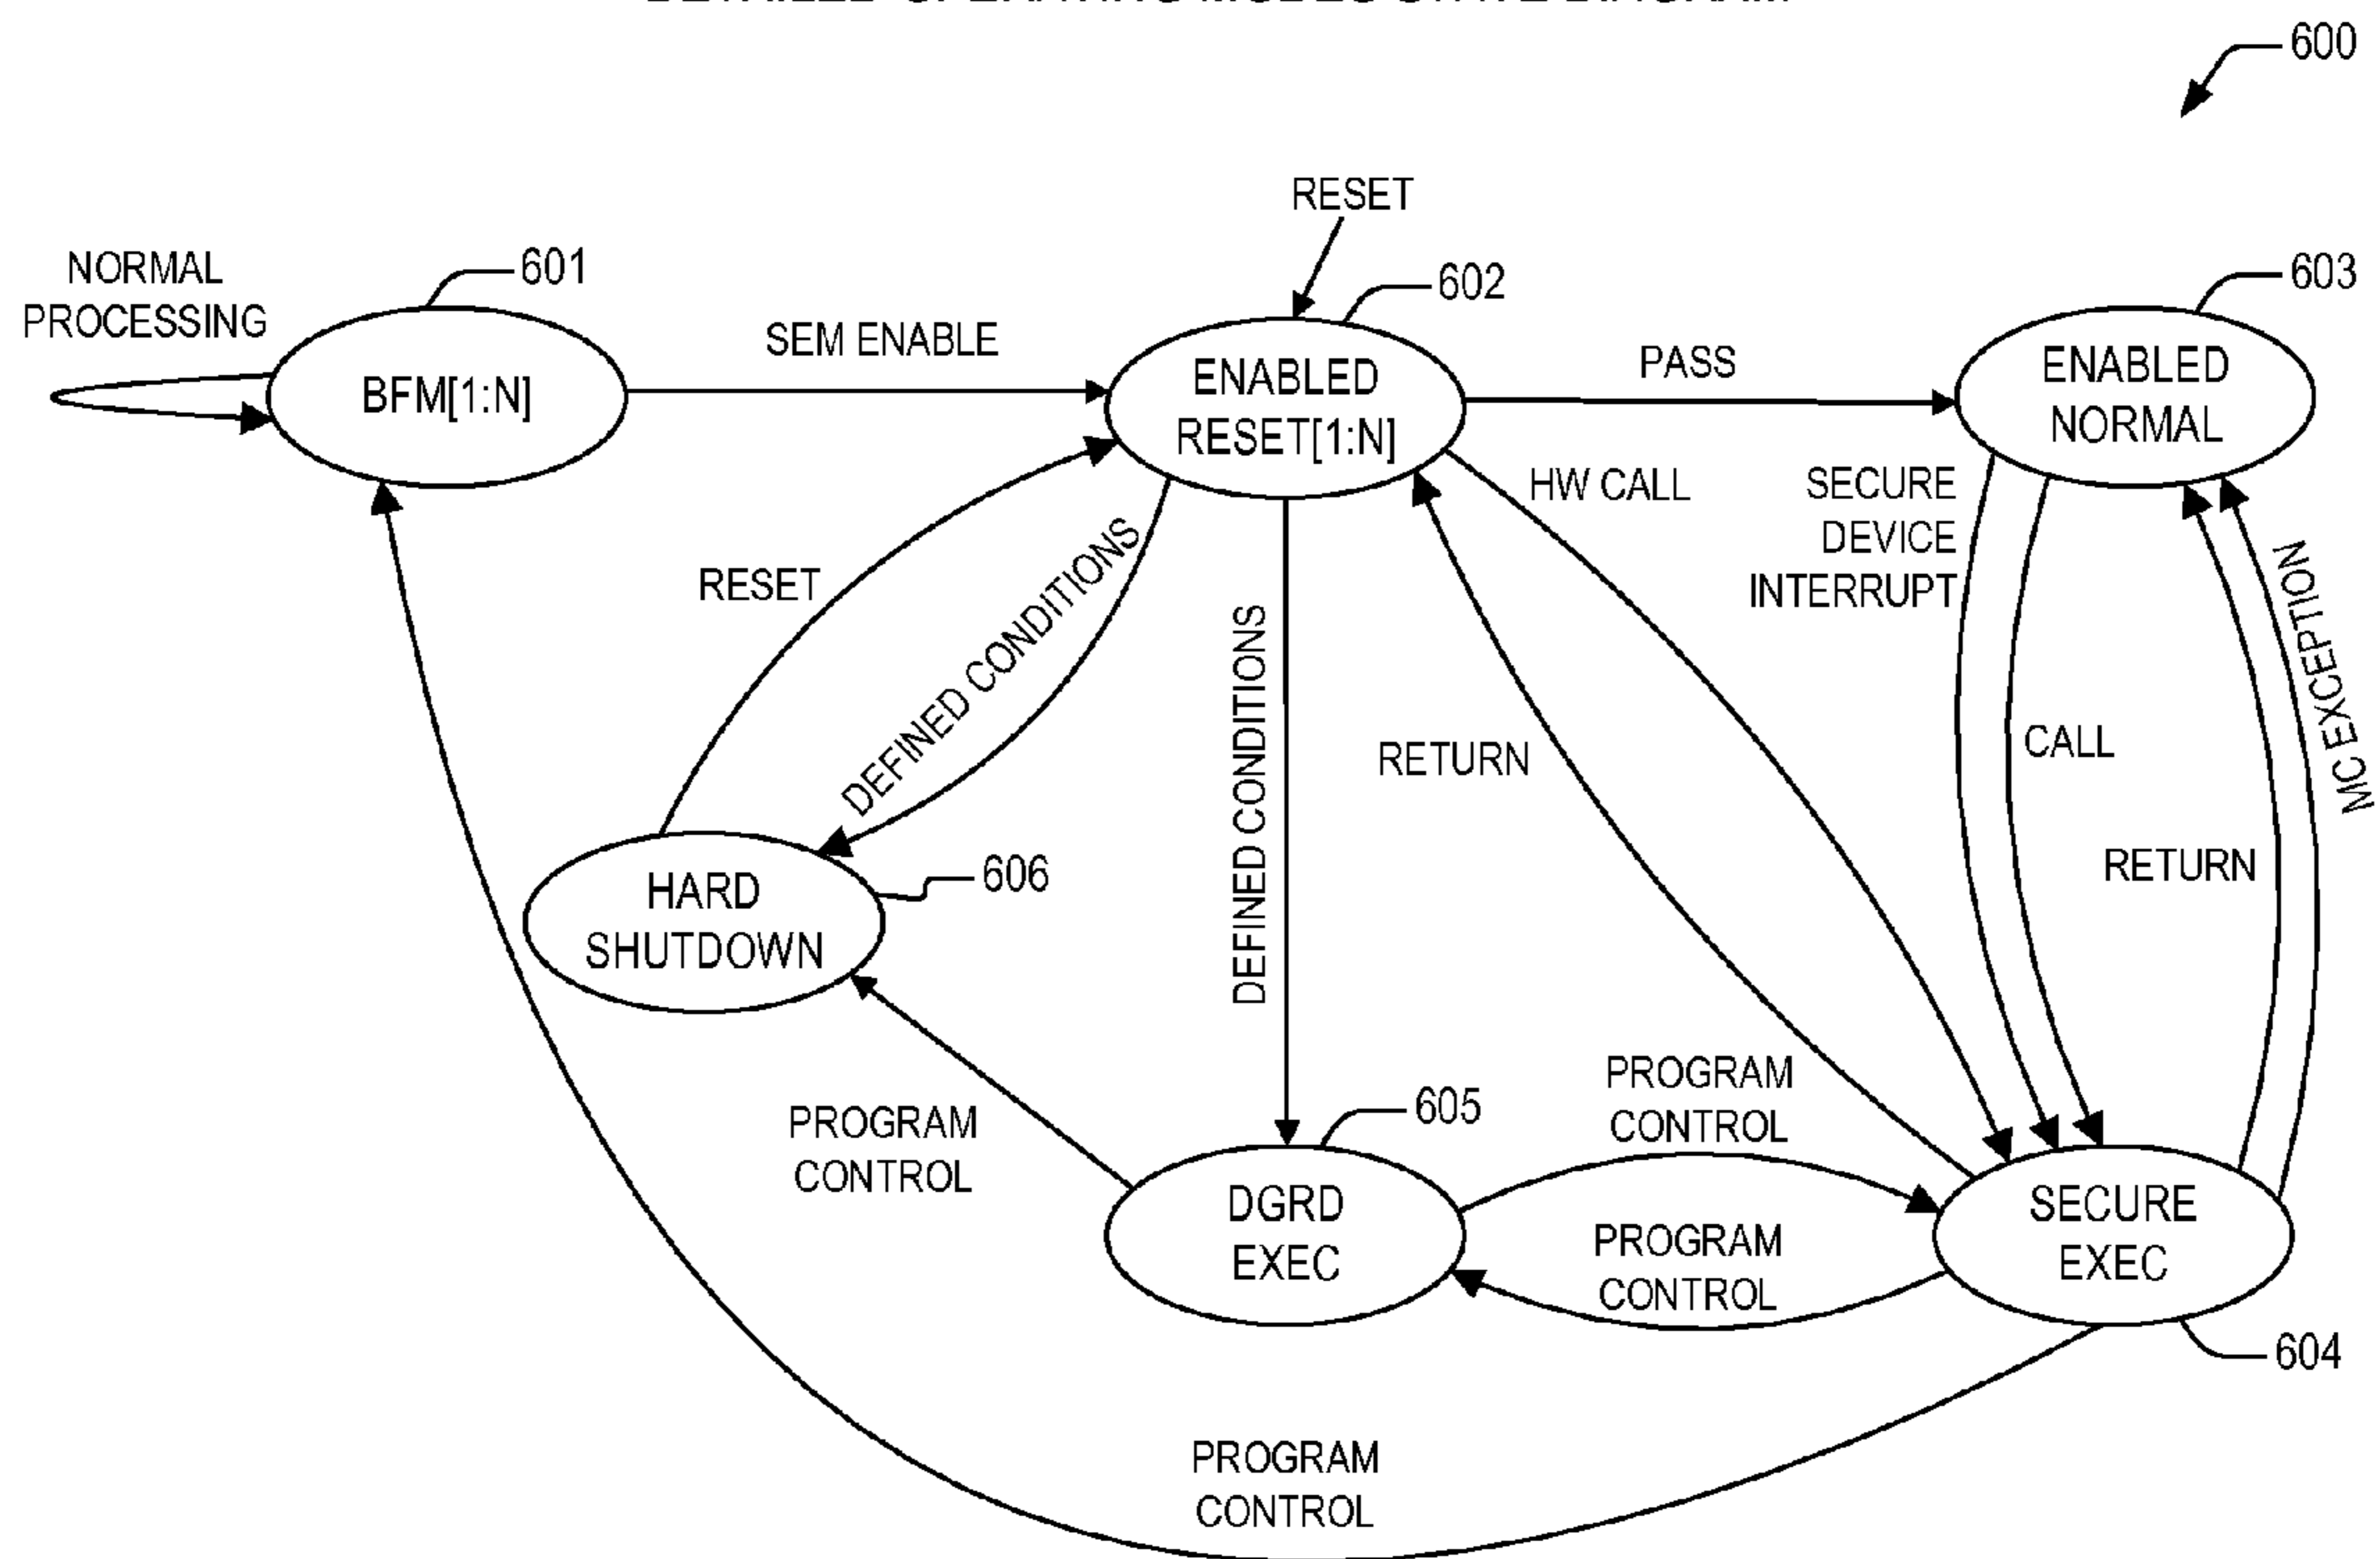 600
RESET
NORMAL
PROCESSING
601
602
603
SEM ENABLE
PASS
BFM[1:N]
ENABLED
RESET[1:N]
ENABLED
NORMAL
HW CALL
SECURE
DEVICE
INTERRUPT
RESET
DEFINED CONDITIONS
DEFINED CONDITIONS
RETURN
CALL
MC EXCEPTION
RETURN
HARD
SHUTDOWN
606
PROGRAM
CONTROL
605
PROGRAM
CONTROL
DGRD
EXEC
PROGRAM
CONTROL
SECURE
EXEC
604
PROGRAM
CONTROL